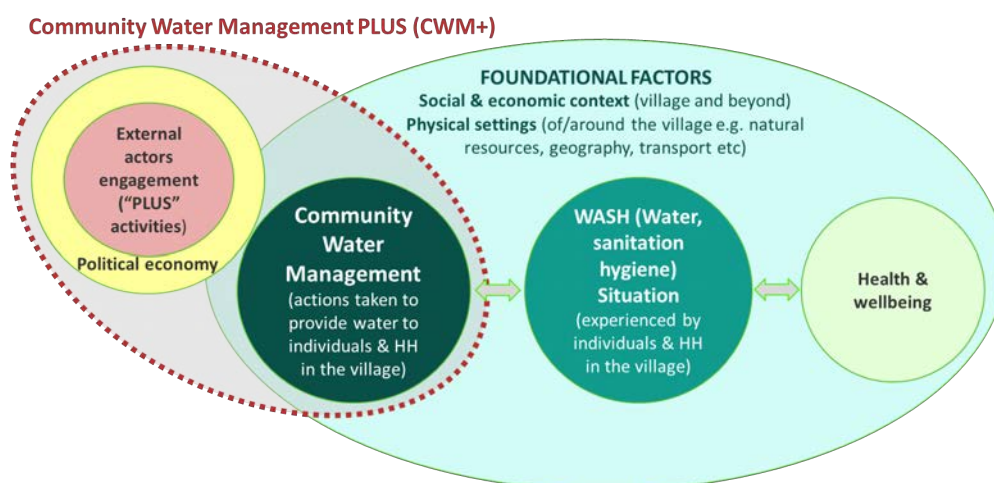 Community Water Management PLUS (CWM+)
FOUNDATIONAL FACTORS
Social & economic context (village and beyond)
Physical settings (of/around the village e.g. natural
resources, geography, transport etc)
External
actors
engagement
("PLUS"
activities)
Political economy
Community
Water
Management
(actions taken to
provide water to
individuals & HH
in the village)
WASH (Water,
sanitation
hygiene)
Situation
(experienced by
individuals & HH
in the village)
Health &
wellbeing